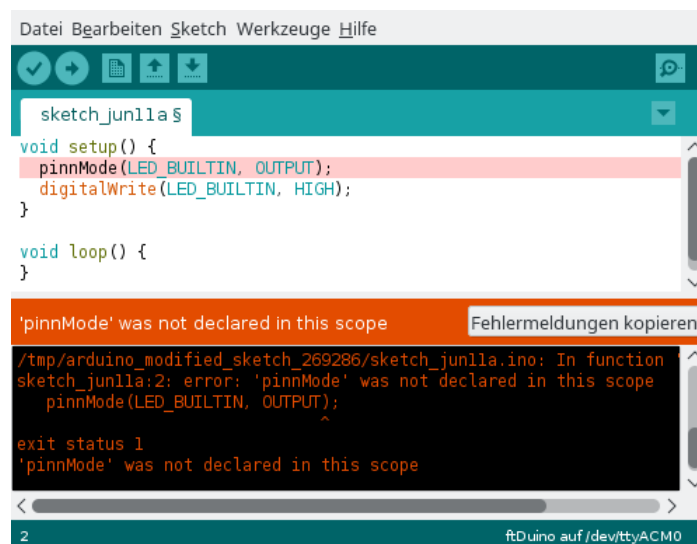 Datei Bearbeiten Sketch Werkzeuge Hilfe
sketch_jun11a §
void setup() {
  pinnMode(LED_BUILTIN, OUTPUT);
  digitalWrite(LED_BUILTIN, HIGH);
}
void loop() {
}
'pinnMode' was not declared in this scope
Fehlermeldungen kopieren
/tmp/arduino_modified_sketch_269286/sketch_jun11a.ino: In function '
sketch_jun11a:2: error: 'pinnMode' was not declared in this scope
   pinnMode(LED_BUILTIN, OUTPUT);
^
exit status 1
'pinnMode' was not declared in this scope
2
ftDuino auf /dev/ttyACM0